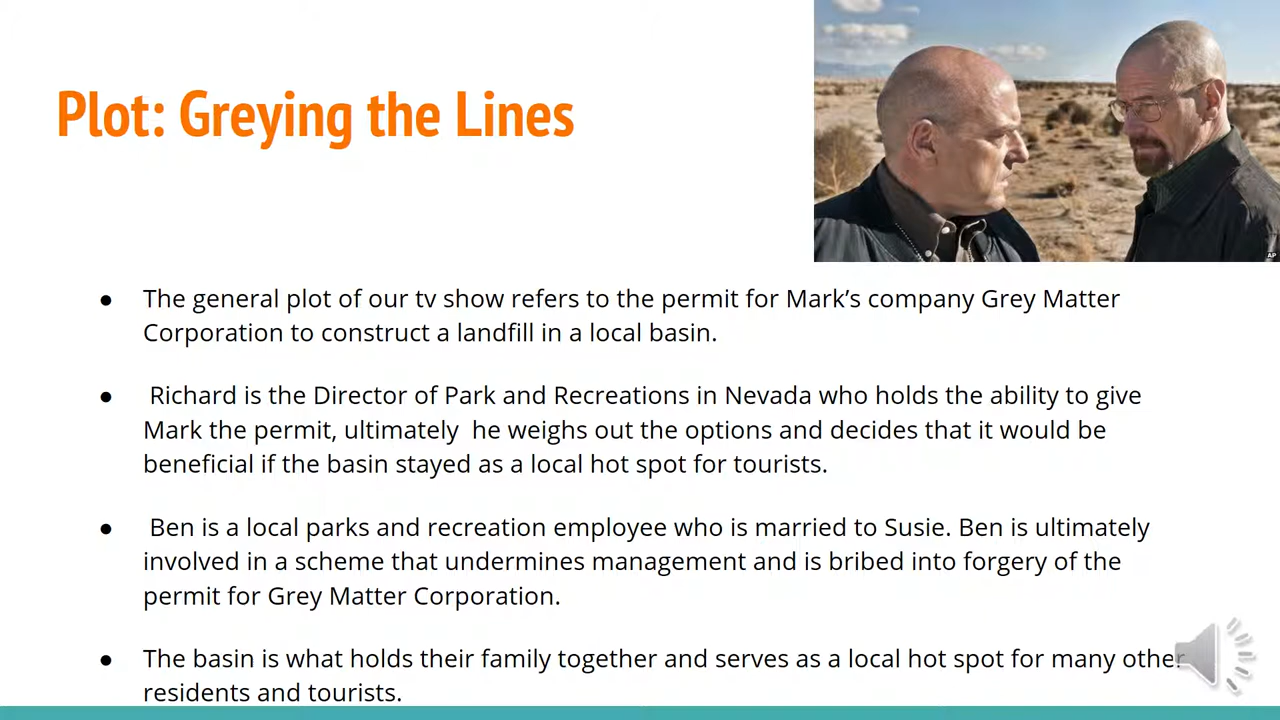 Plot: Greying the Lines
AP
● The general plot of our tv show refers to the permit for Mark’s company Grey Matter
Corporation to construct a landfill in a local basin.
● Richard is the Director of Park and Recreations in Nevada who holds the ability to give
Mark the permit, ultimately  he weighs out the options and decides that it would be
beneficial if the basin stayed as a local hot spot for tourists.
● Ben is a local parks and recreation employee who is married to Susie. Ben is ultimately
involved in a scheme that undermines management and is bribed into forgery of the
permit for Grey Matter Corporation.
● The basin is what holds their family together and serves as a local hot spot for many other
residents and tourists.